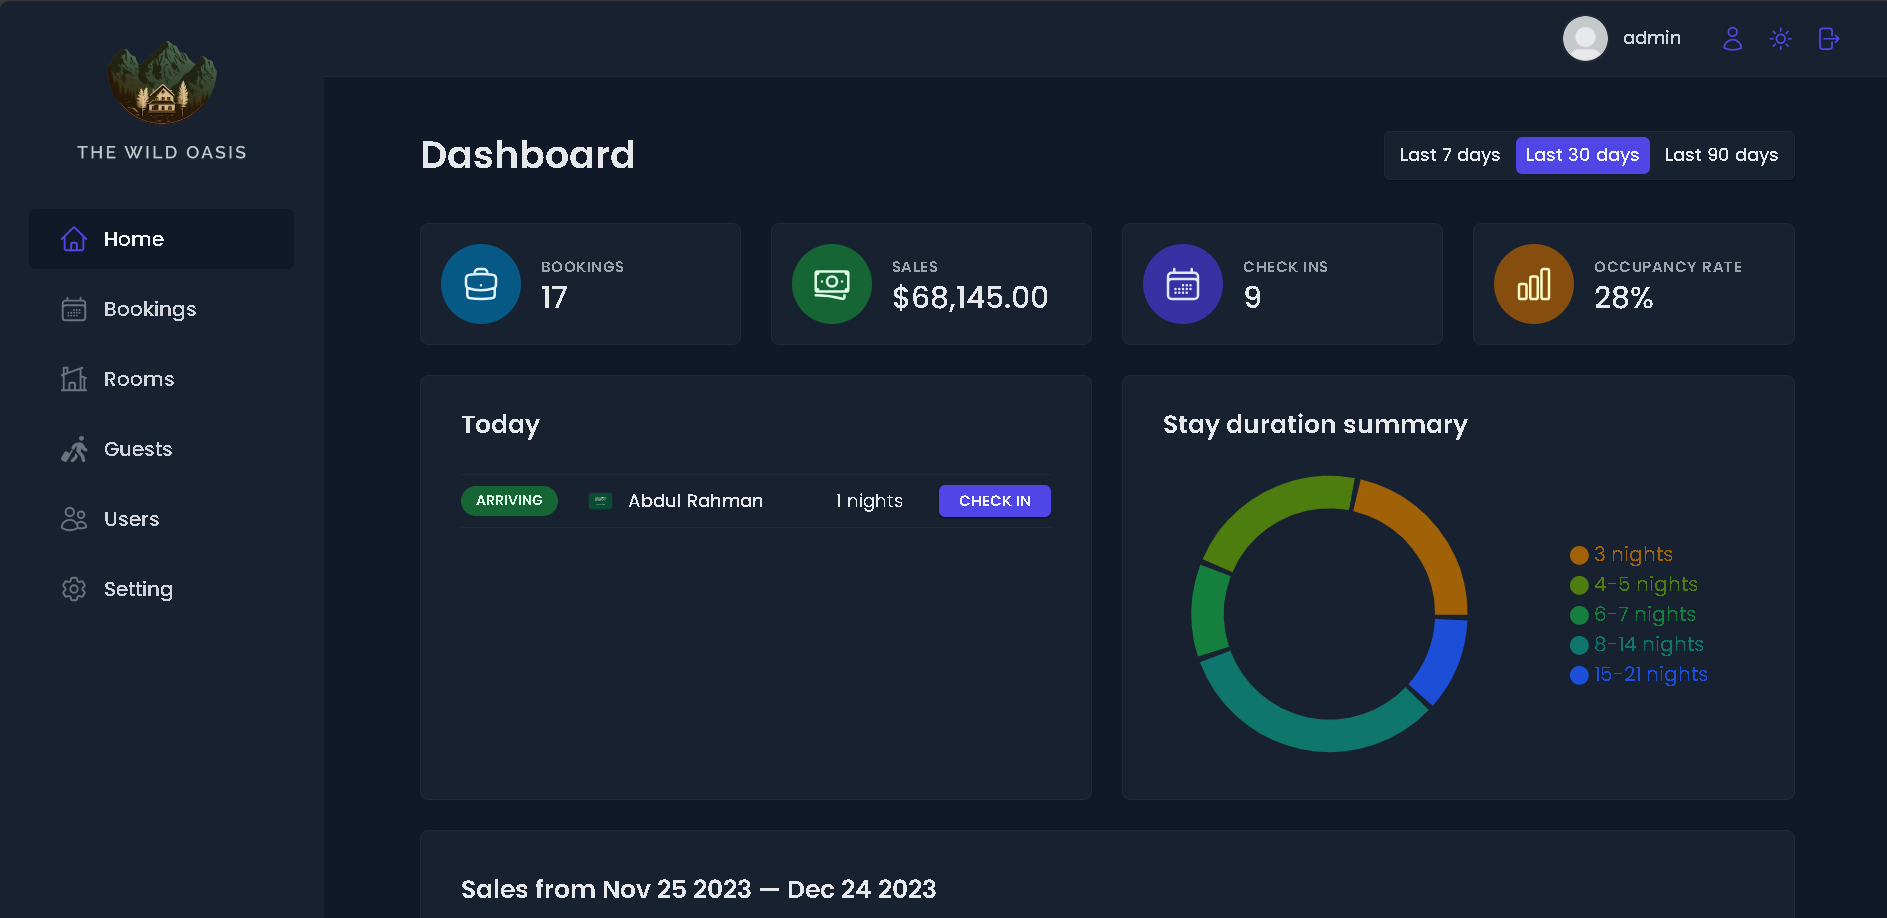 THE WILD OASIS
admin
Home
Bookings
Rooms
Guests
Users
Setting
Dashboard
Last 7 days Last 30 days Last 90 days
BOOKINGS
17
SALES
$68,145.00
CHECK INS
9
OCCUPANCY RATE
28%
Today
ARRIVING Abdul Rahman 1 nights CHECK IN
Stay duration summary
3 nights
4-5 nights
6-7 nights
8-14 nights
15-21 nights
Sales from Nov 25 2023 — Dec 24 2023